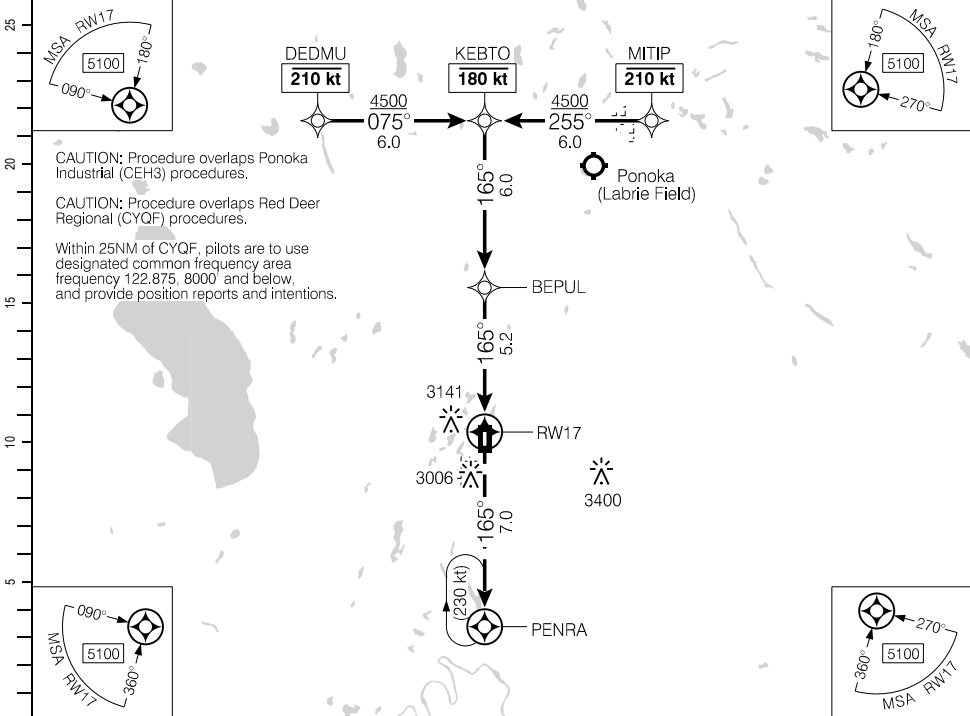 25
20
15
10
5
MSA RW17
5100
180°
090°
MSA RW17
5100
180°
270°
DEDMU
210 kt
KEBTO
180 kt
MITIP
210 kt
4500
075°
6.0
4500
255°
6.0
Ponoka
(Labrie Field)
CAUTION: Procedure overlaps Ponoka
Industrial (CEH3) procedures.
CAUTION: Procedure overlaps Red Deer
Regional (CYQF) procedures.
Within 25NM of CYQF, pilots are to use
designated common frequency area
frequency 122.875, 8000' and below,
and provide position reports and intentions.
165°
6.0
BEPUL
165°
5.2
3141
RW17
3006
3400
165°
7.0
(230 kt)
PENRA
090°
5100
360°
MSA RW17
270°
5100
360°
MSA RW17